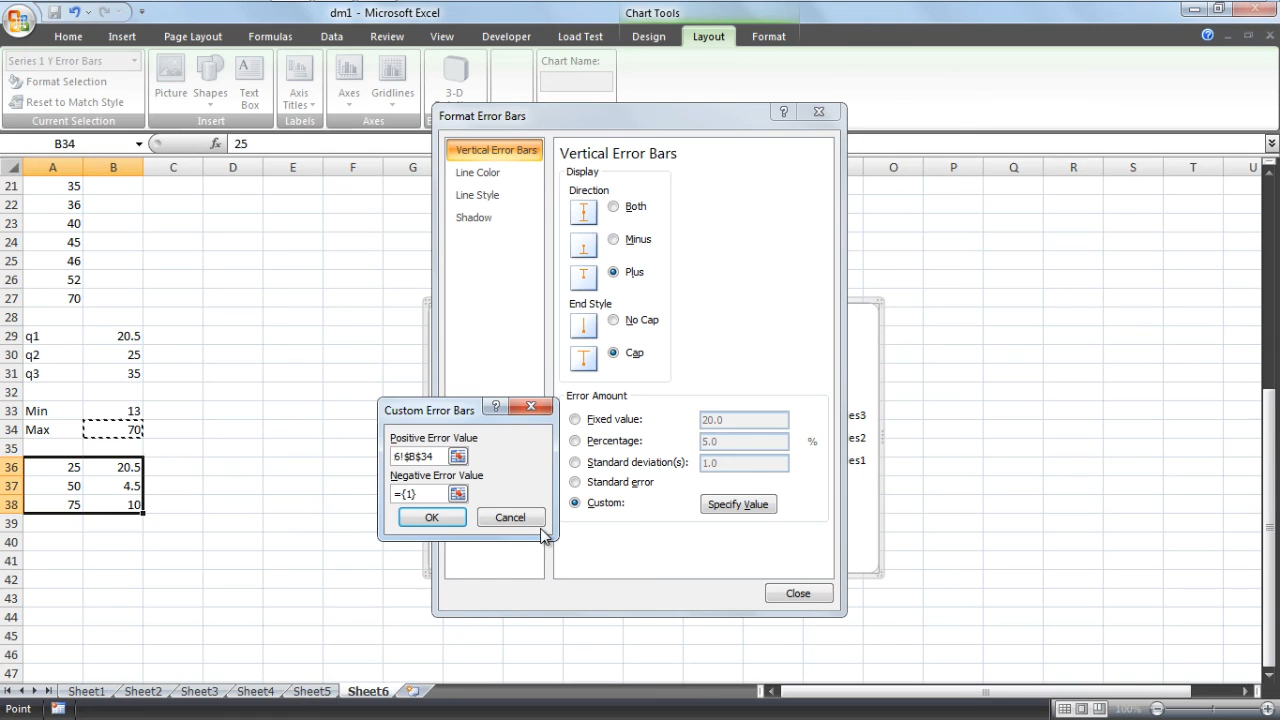 dm1 - Microsoft Excel
Chart Tools
Home Insert Page Layout Formulas Data Review View Developer Load Test Design Layout Format
Series 1 Y Error Bars
Format Selection
Reset to Match Style
Current Selection
Picture Shapes Text Box
Insert
Axis Titles
Labels
Axes Gridlines
Axes
3-D
Chart Name:
B34 fx 25
A B C D E F G O P Q R S T U
21 35
22 36
23 40
24 45
25 46
26 52
27 70
28
29 q1 20.5
30 q2 25
31 q3 35
32
33 Min 13
34 Max 70
35
36 25 20.5
37 50 4.5
38 75 10
39
40
41
42
43
44
45
46
47
Format Error Bars
Vertical Error Bars
Line Color
Line Style
Shadow
Vertical Error Bars
Display
Direction
Both
Minus
Plus
End Style
No Cap
Cap
Error Amount
Fixed value: 20.0
Percentage: 5.0 %
Standard deviation(s): 1.0
Standard error
Custom: Specify Value
Close
Custom Error Bars
Positive Error Value
6!$B$34
Negative Error Value
={1}
OK Cancel
es3
es2
es1
Sheet1 Sheet2 Sheet3 Sheet4 Sheet5 Sheet6
Point 100%